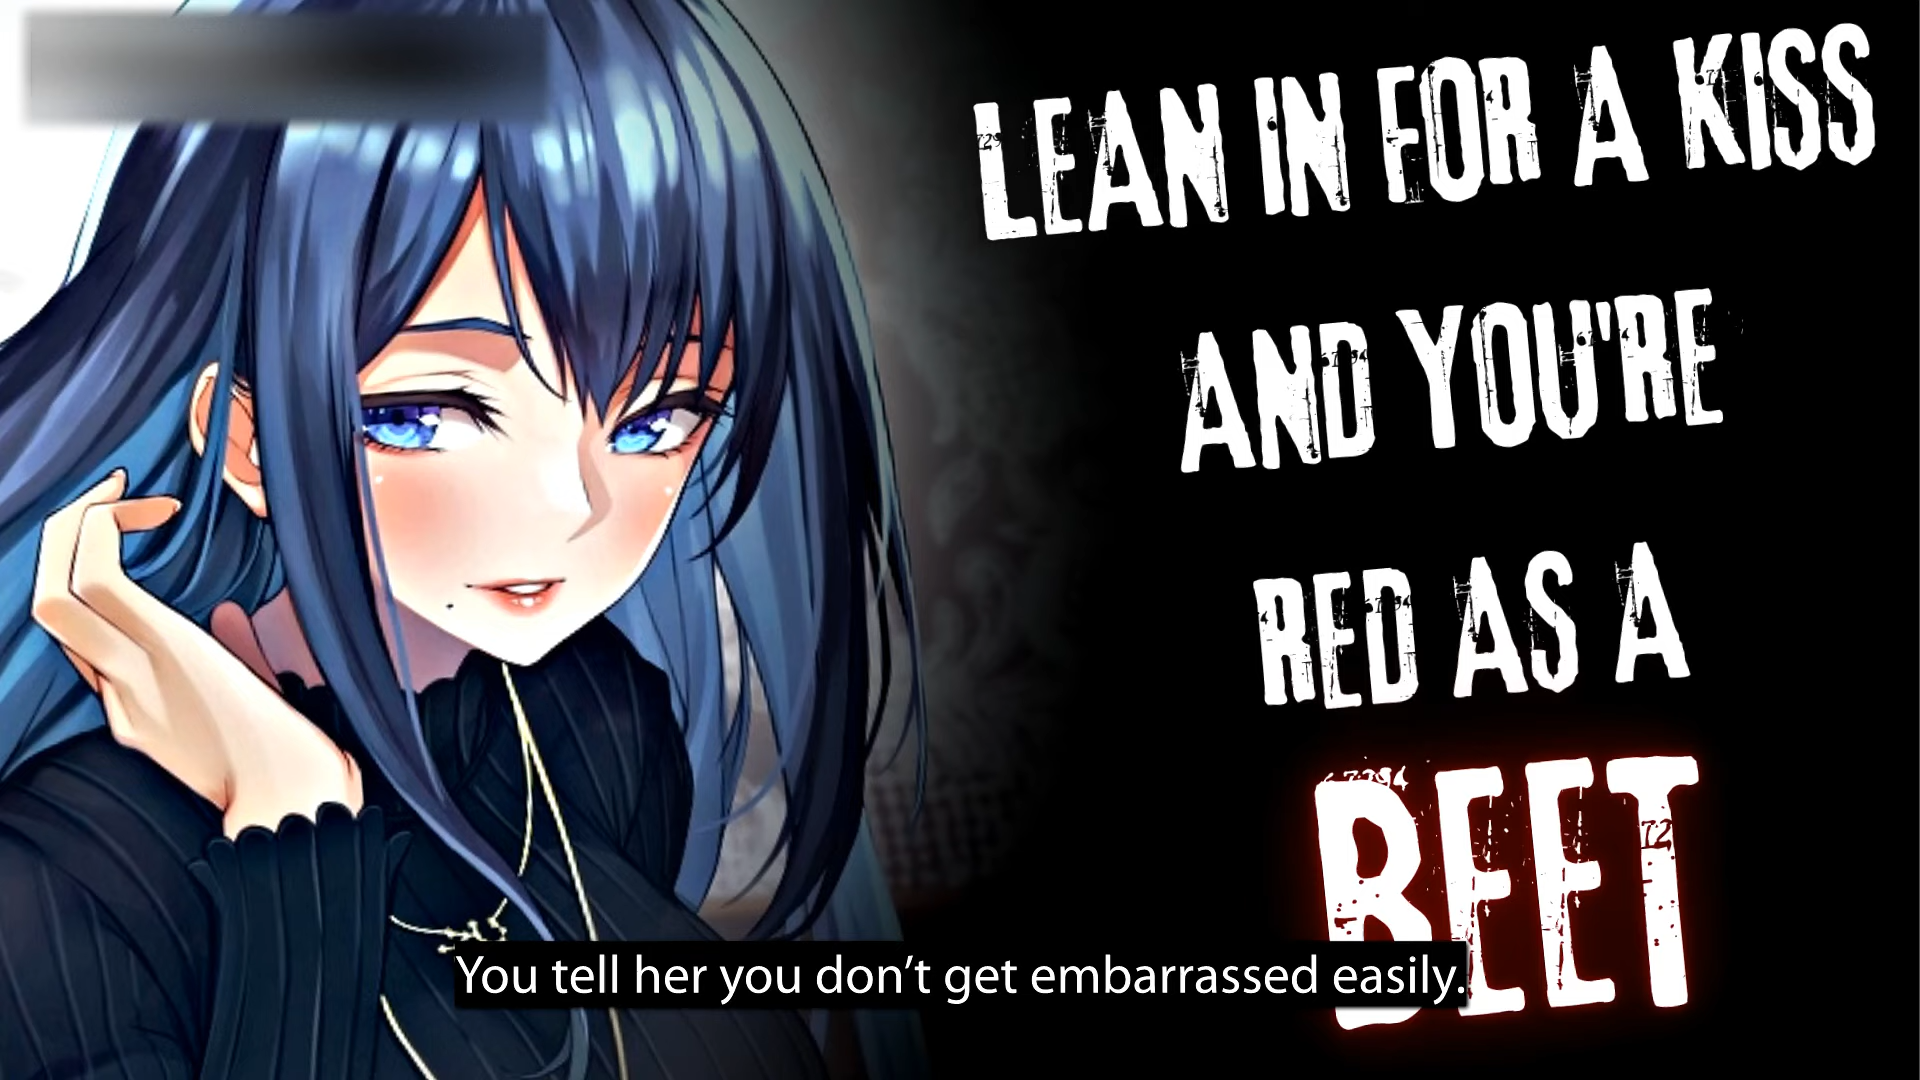 LEAN IN FOR A KISS
AND YOU'RE
RED AS A
BEET
You tell her you don’t get embarrassed easily.